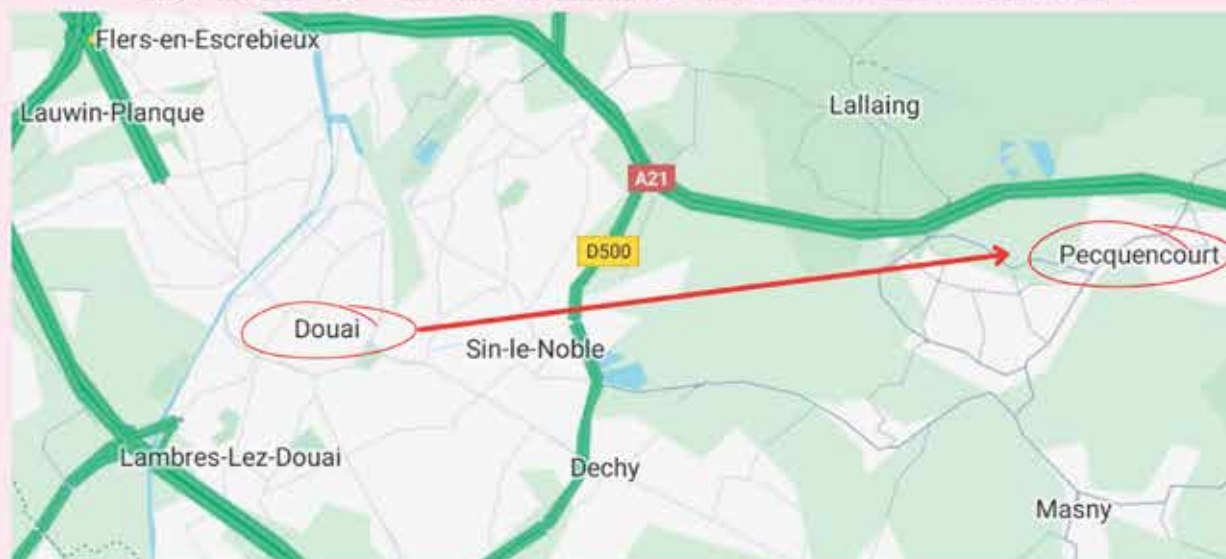 Flers-en-Escrebieux
Lauwin-Planque
Lallaing
A21
D500
Pecquencourt
Douai
Sin-le-Noble
Lambres-Lez-Douai
Dechy
Masny